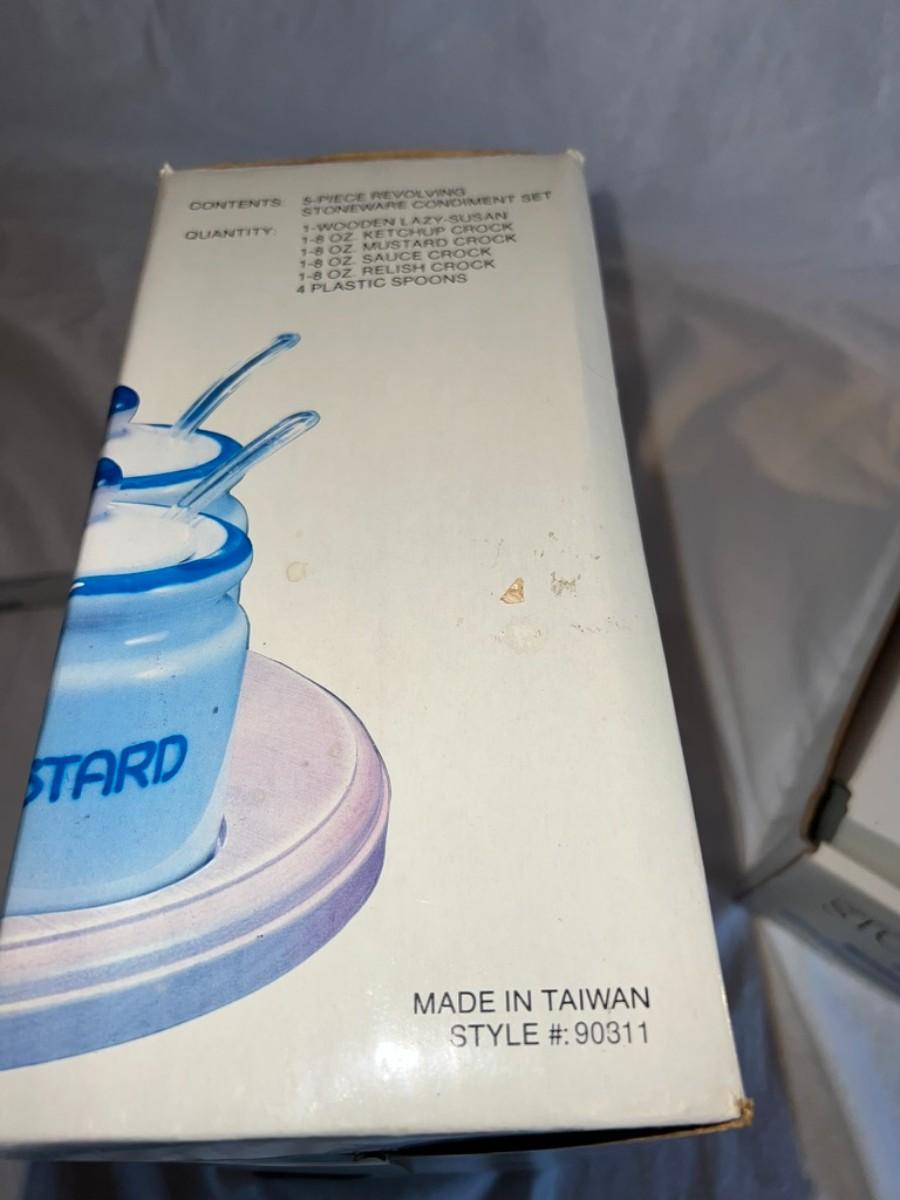 CONTENTS: 5-PIECE REVOLVING
STONEWARE CONDIMENT SET
QUANTITY: 1-WOODEN LAZY-SUSAN
1-8 OZ. KETCHUP CROCK
1-8 OZ. MUSTARD CROCK
1-8 OZ. SAUCE CROCK
1-8 OZ. RELISH CROCK
4 PLASTIC SPOONS
STARD
MADE IN TAIWAN
STYLE #: 90311